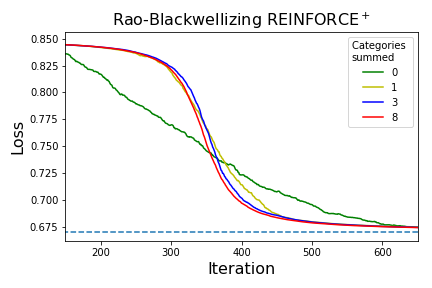 Rao-Blackwellizing REINFORCE⁺
Categories
summed
0
1
3
8
Loss
0.850
0.825
0.800
0.775
0.750
0.725
0.700
0.675
200 300 400 500 600
Iteration